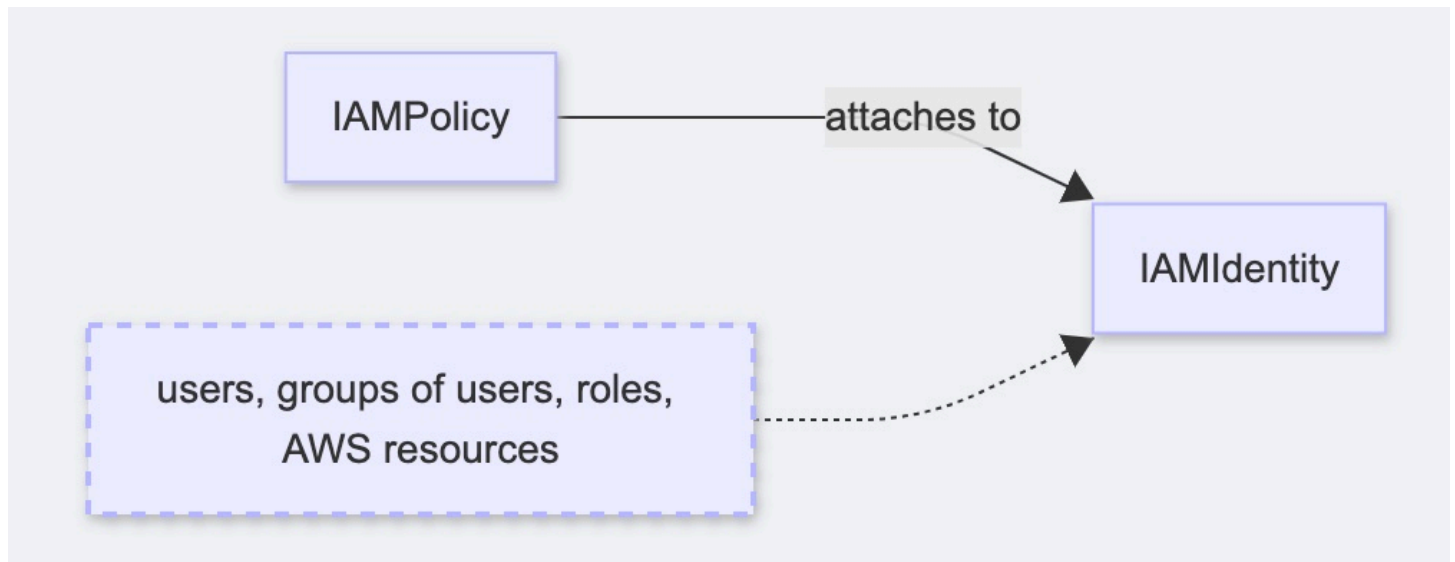 IAMPolicy
attaches to
IAMIdentity
users, groups of users, roles,
AWS resources